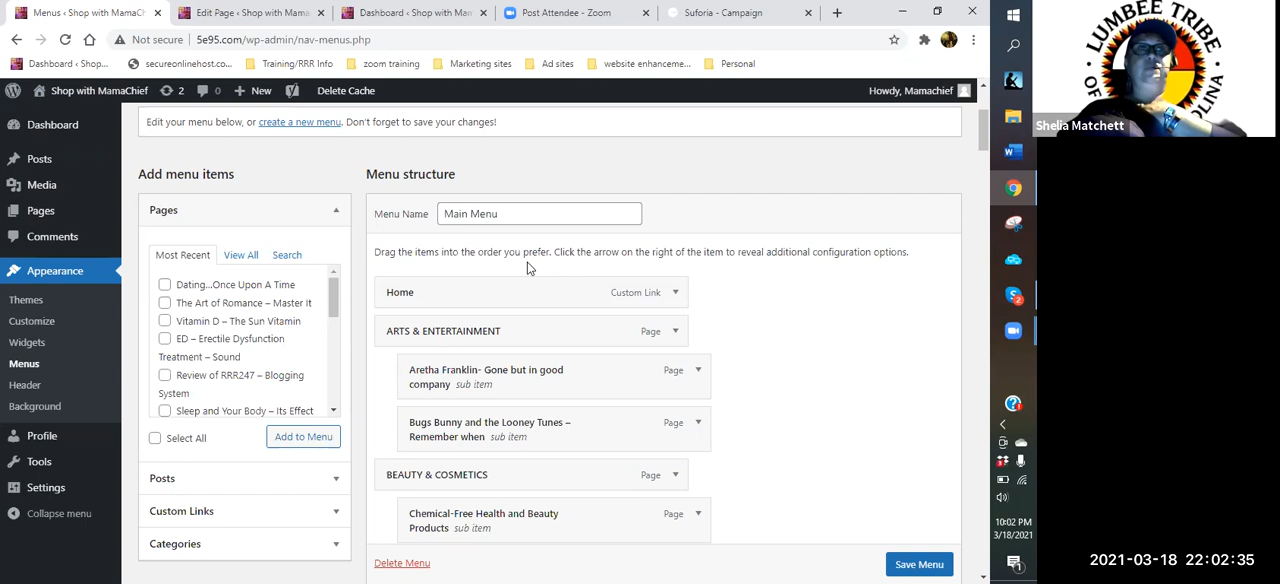 Menus ‹ Shop with MamaChief
Edit Page ‹ Shop with Mama
Dashboard ‹ Shop with Mam
Post Attendee - Zoom
Suforia - Campaign
Not secure
5e95.com/wp-admin/nav-menus.php
Dashboard ‹ Shop...
secureonlinehost.co...
Training/RRR Info
zoom training
Marketing sites
Ad sites
website enhanceme...
Personal
Shop with MamaChief
2
0
New
Delete Cache
Howdy, Mamachief
Dashboard
Posts
Media
Pages
Comments
Appearance
Themes
Customize
Widgets
Menus
Header
Background
Profile
Tools
Settings
Collapse menu
Edit your menu below, or create a new menu. Don't forget to save your changes!
Add menu items
Pages
Most Recent
View All
Search
Dating...Once Upon A Time
The Art of Romance – Master It
Vitamin D – The Sun Vitamin
ED – Erectile Dysfunction
Treatment – Sound
Review of RRR247 – Blogging
System
Sleep and Your Body – Its Effect
Select All
Add to Menu
Posts
Custom Links
Categories
Menu structure
Menu Name
Main Menu
Drag the items into the order you prefer. Click the arrow on the right of the item to reveal additional configuration options.
Home
Custom Link
ARTS & ENTERTAINMENT
Page
Aretha Franklin- Gone but in good
company sub item
Page
Bugs Bunny and the Looney Tunes –
Remember when sub item
Page
BEAUTY & COSMETICS
Page
Chemical-Free Health and Beauty
Products sub item
Page
Delete Menu
Save Menu
10:02 PM
3/18/2021
LUMBEE TRIBE
Shelia Matchett
2021-03-18 22:02:35